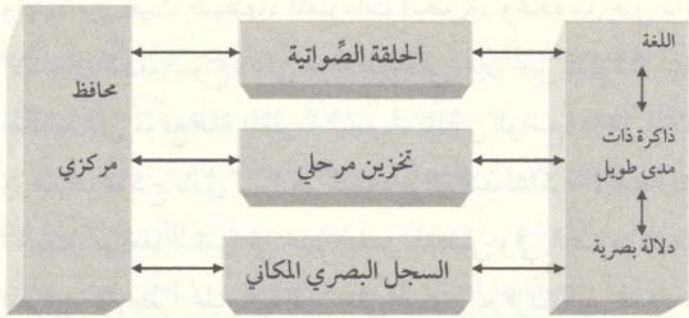 اللغة
الحلقة الصَّواتية
محافظ
ذاكرة ذات
مدى طويل
تخزين مرحلي
مركزي
دلالة بصرية
السجل البصري المكاني